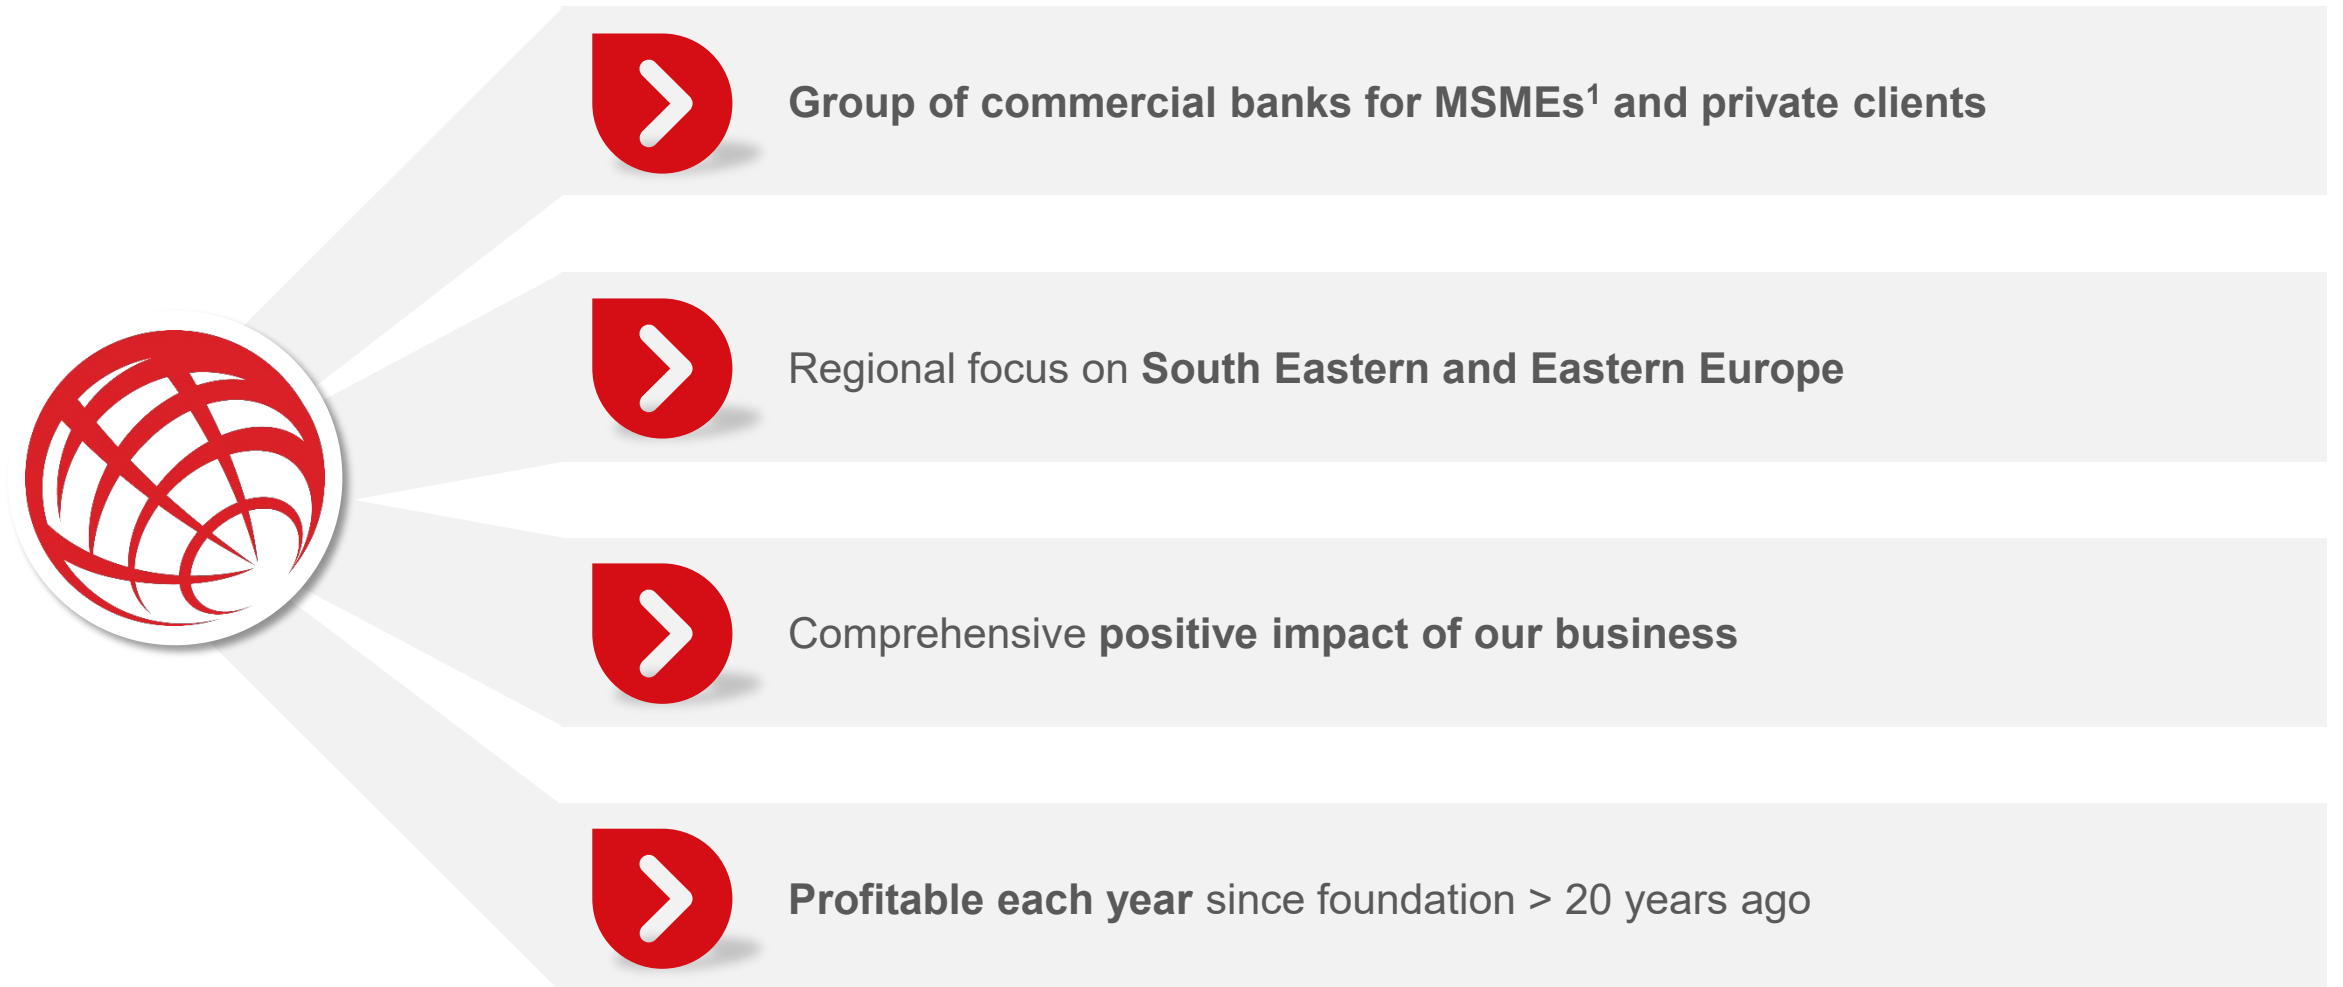 Group of commercial banks for MSMEs¹ and private clients
Regional focus on South Eastern and Eastern Europe
Comprehensive positive impact of our business
Profitable each year since foundation > 20 years ago